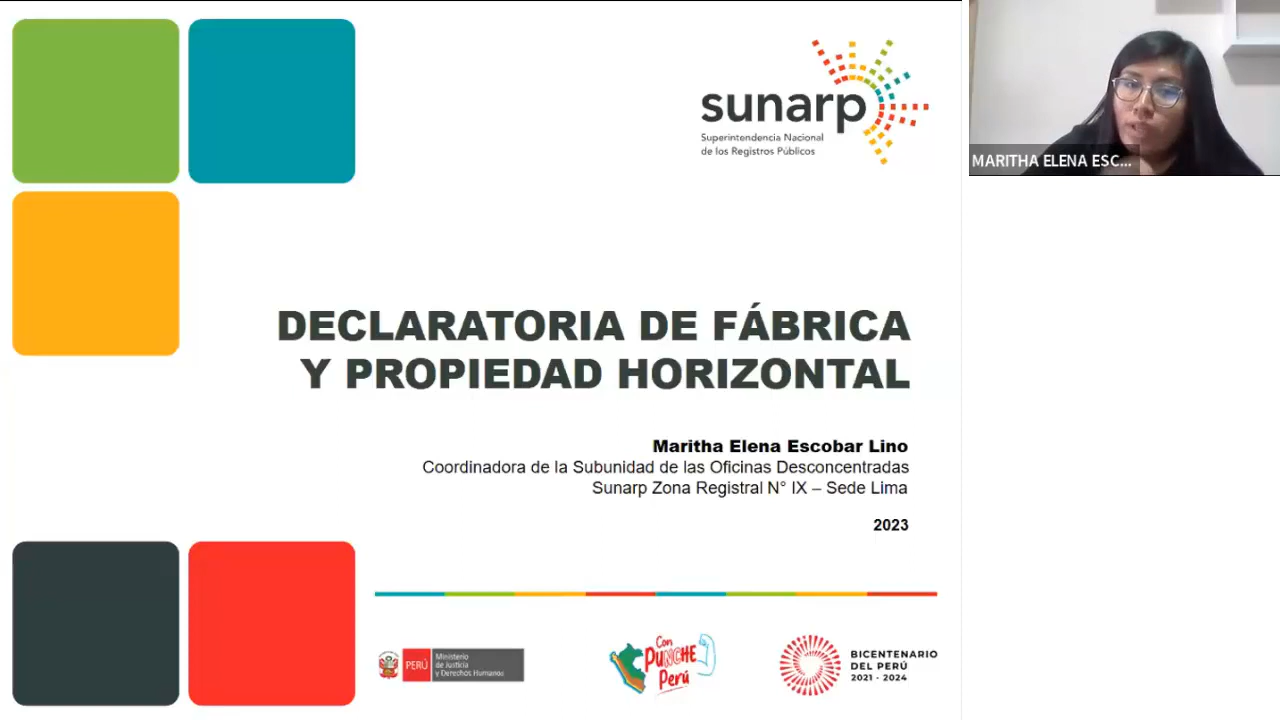 sunarp
Superintendencia Nacional
de los Registros Públicos
MARITHA ELENA ESC...
DECLARATORIA DE FÁBRICA
Y PROPIEDAD HORIZONTAL
Maritha Elena Escobar Lino
Coordinadora de la Subunidad de las Oficinas Desconcentradas
Sunarp Zona Registral N° IX – Sede Lima
2023
PERÚ
Ministerio
de Justicia
y Derechos Humanos
Con
PUNCHE
Perú
BICENTENARIO
DEL PERÚ
2021 - 2024